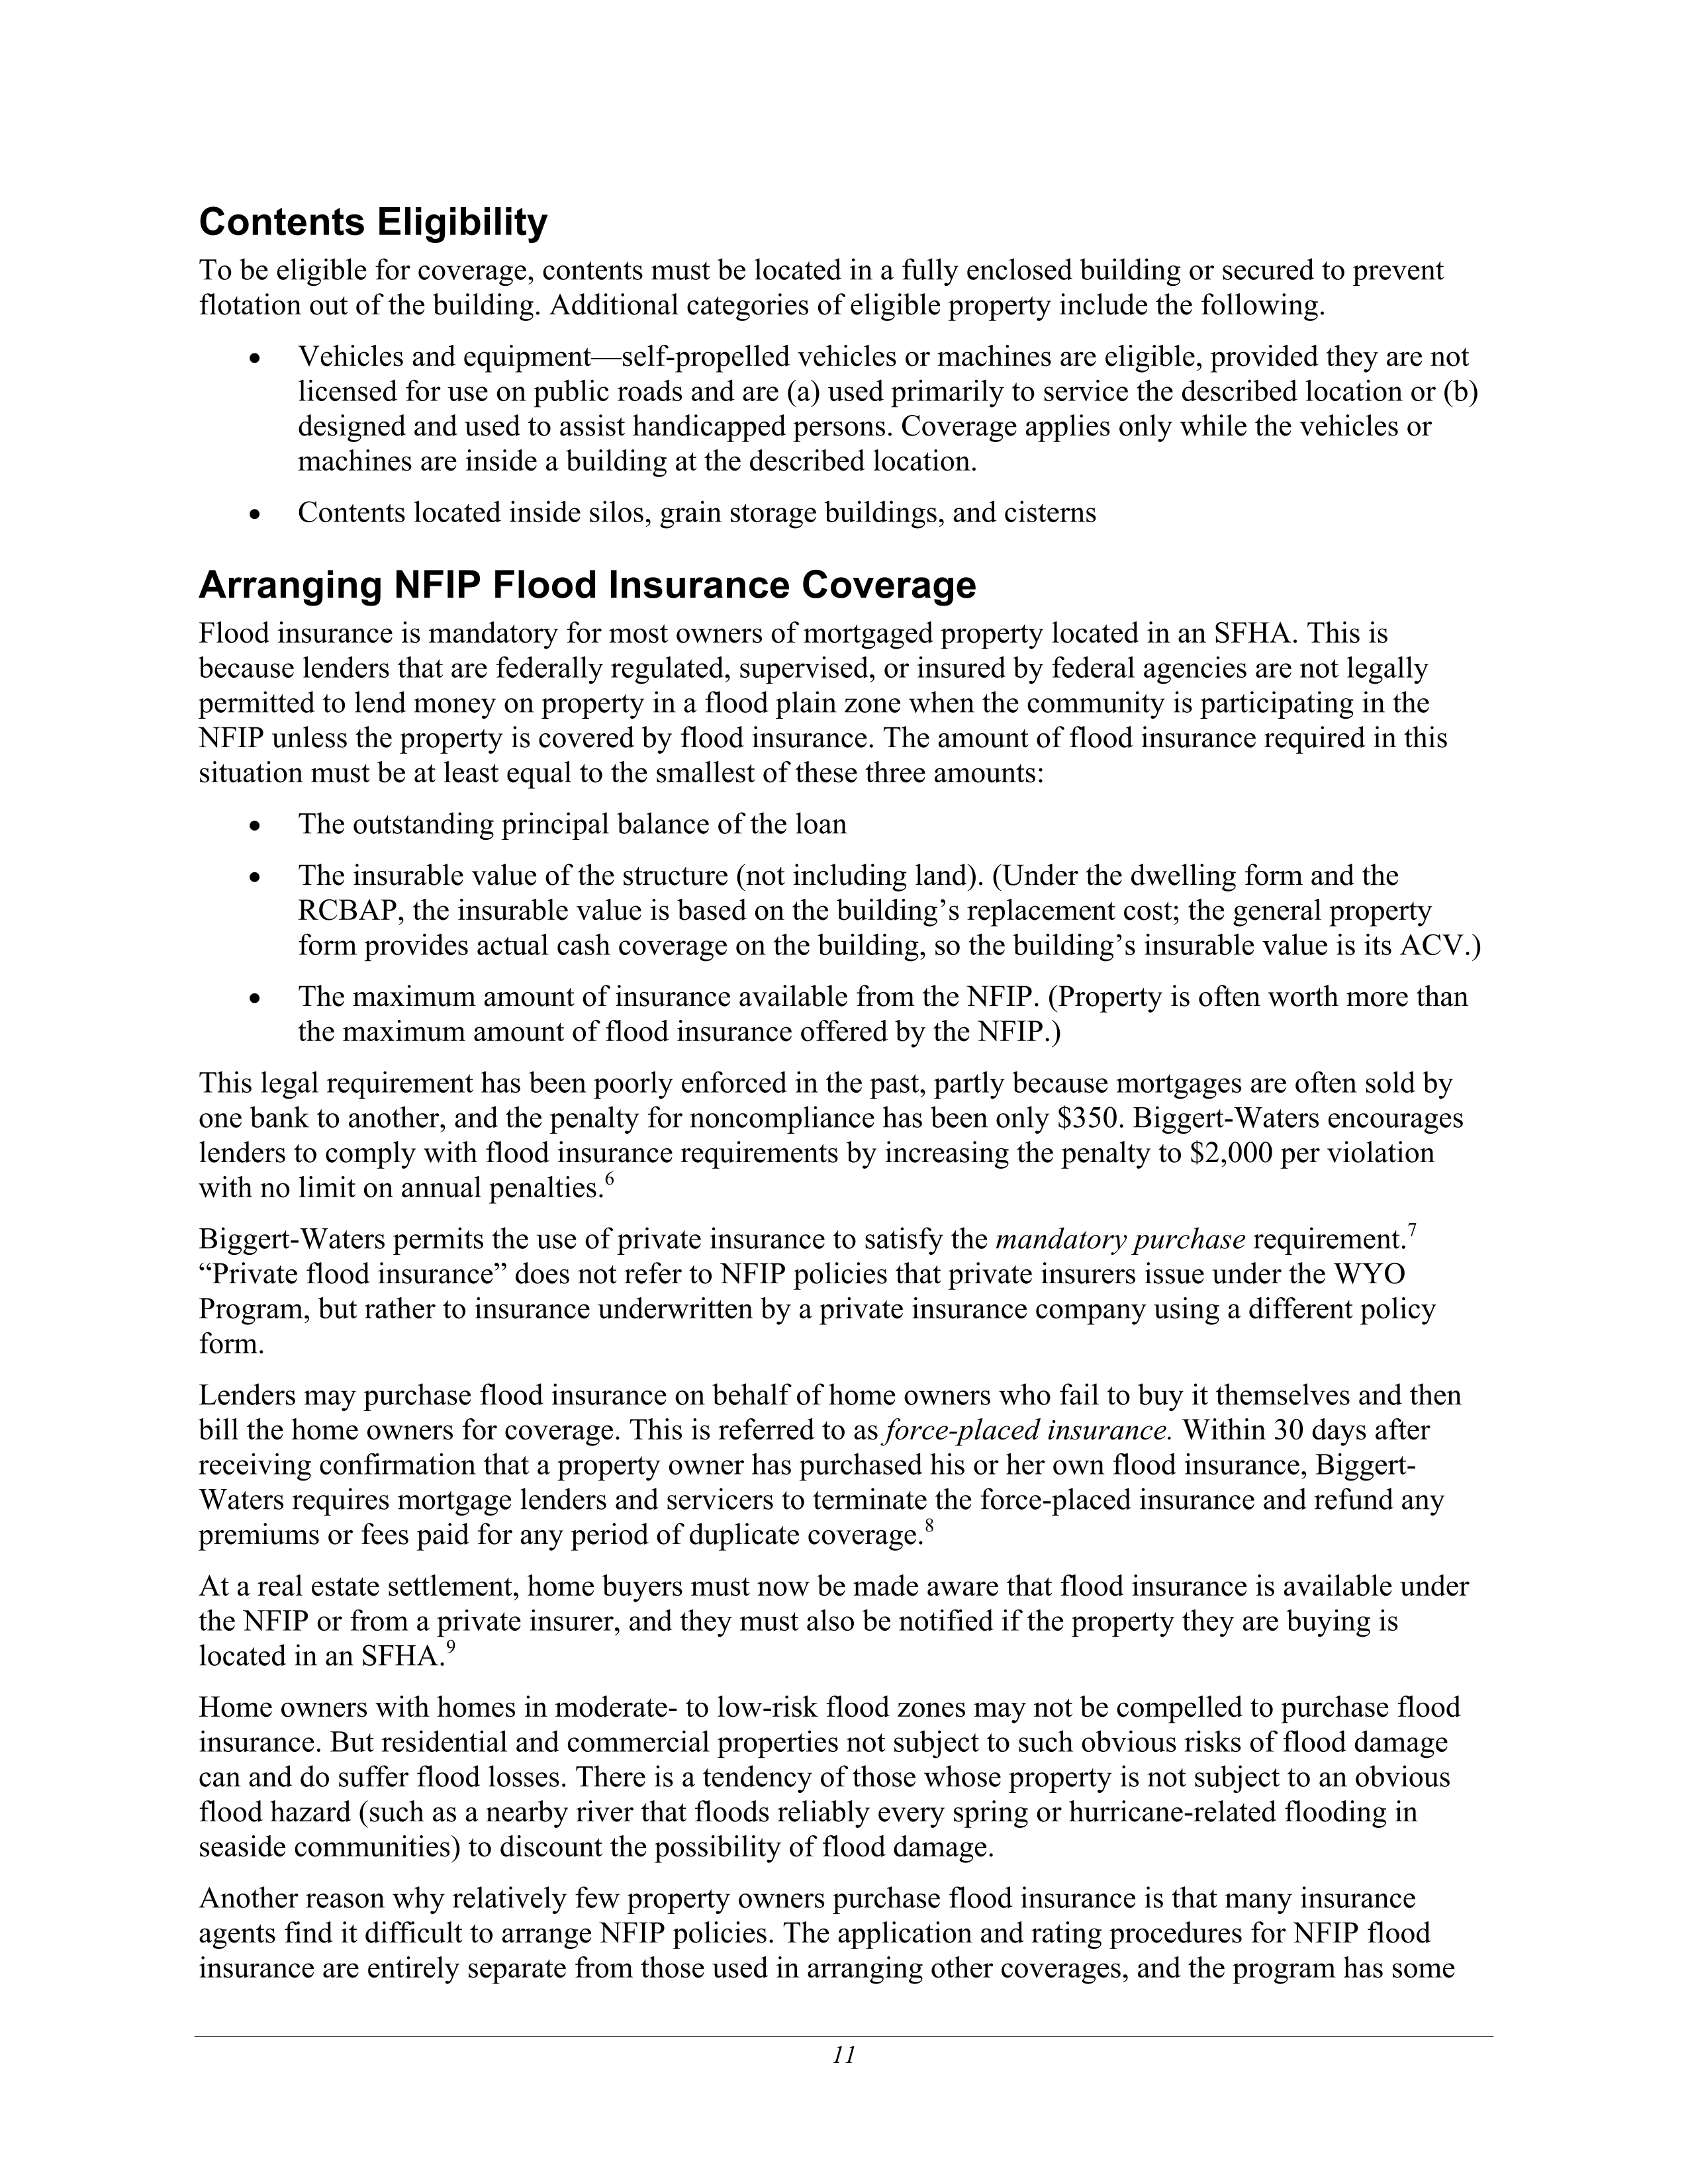 Contents Eligibility
To be eligible for coverage, contents must be located in a fully enclosed building or secured to prevent
flotation out of the building. Additional categories of eligible property include the following.
• Vehicles and equipment—self-propelled vehicles or machines are eligible, provided they are not
licensed for use on public roads and are (a) used primarily to service the described location or (b)
designed and used to assist handicapped persons. Coverage applies only while the vehicles or
machines are inside a building at the described location.
• Contents located inside silos, grain storage buildings, and cisterns
Arranging NFIP Flood Insurance Coverage
Flood insurance is mandatory for most owners of mortgaged property located in an SFHA. This is
because lenders that are federally regulated, supervised, or insured by federal agencies are not legally
permitted to lend money on property in a flood plain zone when the community is participating in the
NFIP unless the property is covered by flood insurance. The amount of flood insurance required in this
situation must be at least equal to the smallest of these three amounts:
• The outstanding principal balance of the loan
• The insurable value of the structure (not including land). (Under the dwelling form and the
RCBAP, the insurable value is based on the building’s replacement cost; the general property
form provides actual cash coverage on the building, so the building’s insurable value is its ACV.)
• The maximum amount of insurance available from the NFIP. (Property is often worth more than
the maximum amount of flood insurance offered by the NFIP.)
This legal requirement has been poorly enforced in the past, partly because mortgages are often sold by
one bank to another, and the penalty for noncompliance has been only $350. Biggert-Waters encourages
lenders to comply with flood insurance requirements by increasing the penalty to $2,000 per violation
with no limit on annual penalties.6
Biggert-Waters permits the use of private insurance to satisfy the mandatory purchase requirement.7
“Private flood insurance” does not refer to NFIP policies that private insurers issue under the WYO
Program, but rather to insurance underwritten by a private insurance company using a different policy
form.
Lenders may purchase flood insurance on behalf of home owners who fail to buy it themselves and then
bill the home owners for coverage. This is referred to as force-placed insurance. Within 30 days after
receiving confirmation that a property owner has purchased his or her own flood insurance, Biggert-
Waters requires mortgage lenders and servicers to terminate the force-placed insurance and refund any
premiums or fees paid for any period of duplicate coverage.8
At a real estate settlement, home buyers must now be made aware that flood insurance is available under
the NFIP or from a private insurer, and they must also be notified if the property they are buying is
located in an SFHA.9
Home owners with homes in moderate- to low-risk flood zones may not be compelled to purchase flood
insurance. But residential and commercial properties not subject to such obvious risks of flood damage
can and do suffer flood losses. There is a tendency of those whose property is not subject to an obvious
flood hazard (such as a nearby river that floods reliably every spring or hurricane-related flooding in
seaside communities) to discount the possibility of flood damage.
Another reason why relatively few property owners purchase flood insurance is that many insurance
agents find it difficult to arrange NFIP policies. The application and rating procedures for NFIP flood
insurance are entirely separate from those used in arranging other coverages, and the program has some
11